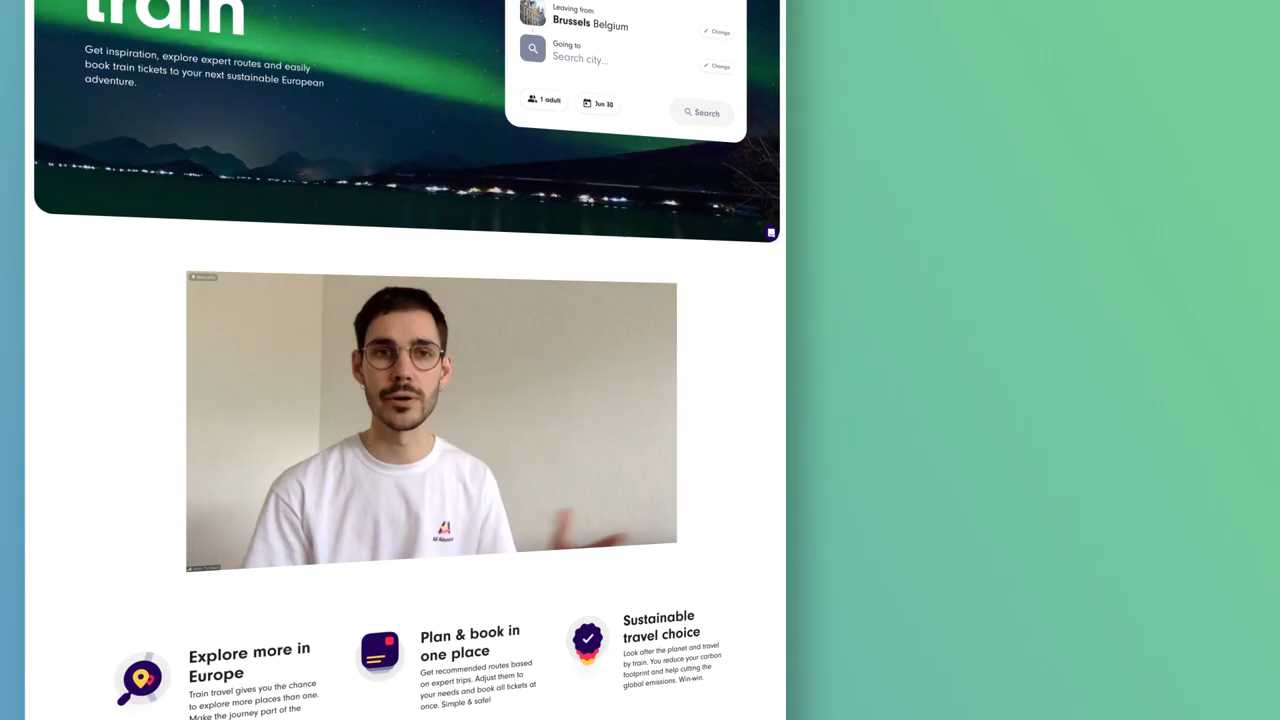 train
Get inspiration, explore expert routes and easily
book train tickets to your next sustainable European
adventure.
Leaving from
Brussels Belgium
Change
Going to
Search city...
Change
1 adult
Jun 30
Search
All Aboard
Explore more in
Europe
Train travel gives you the chance
to explore more places than one.
Make the journey part of the
Plan & book in
one place
Get recommended routes based
on expert trips. Adjust them to
your needs and book all tickets at
once. Simple & safe!
Sustainable
travel choice
Look after the planet and travel
by train. You reduce your carbon
footprint and help cutting the
global emissions. Win-win.